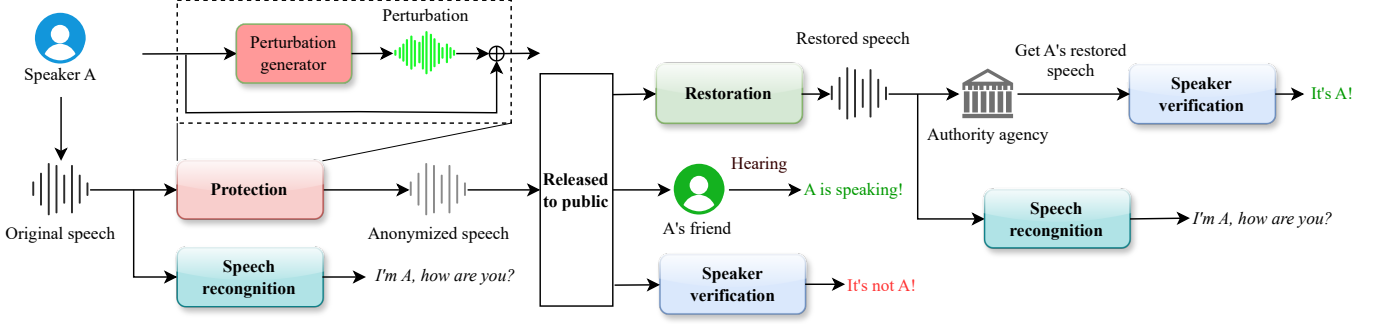 Speaker A
Perturbation
generator
Perturbation
Original speech
Protection
Anonymized speech
Speech
recongnition
I'm A, how are you?
Released
to public
Restoration
Restored speech
Authority agency
Get A's restored
speech
Speaker
verification
It's A!
A's friend
Hearing
A is speaking!
Speech
recongnition
I'm A, how are you?
Speaker
verification
It's not A!